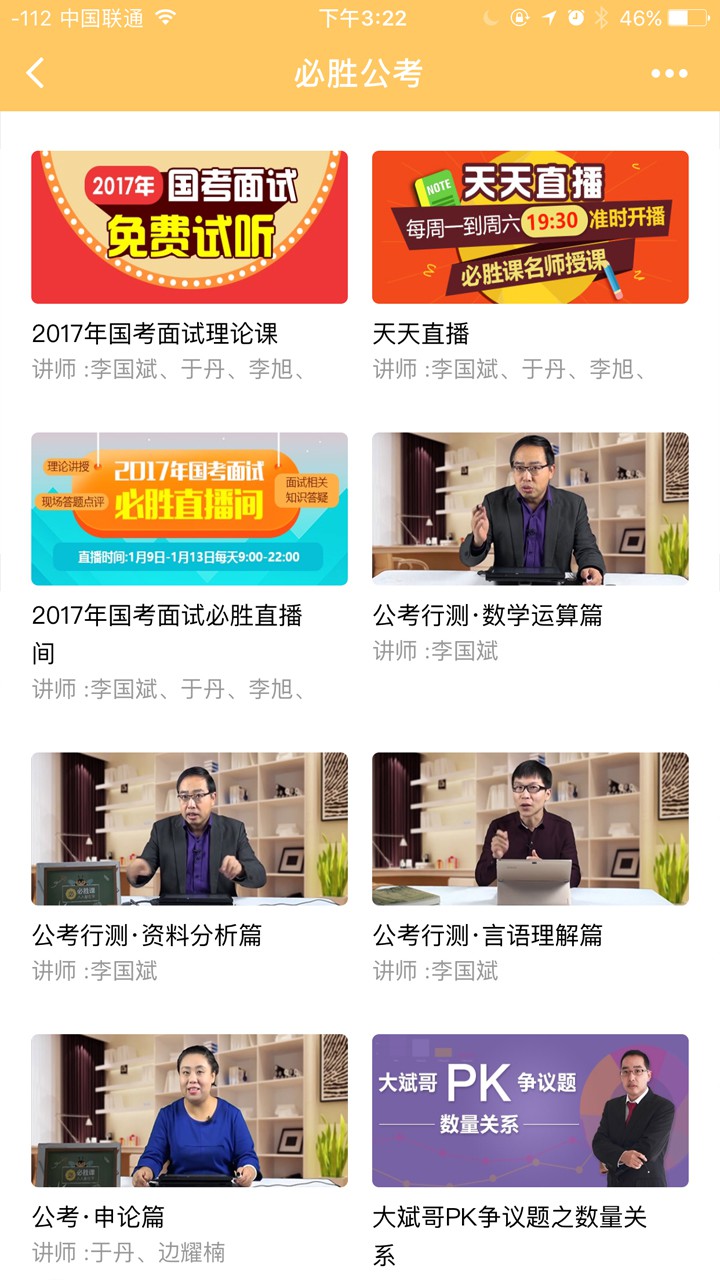 -112 中国联通 下午3:22 46%
必胜公考
2017年 国考面试
免费试听
NOTE
天天直播
每周一到周六 19:30 准时开播
必胜课名师授课
2017年国考面试理论课
讲师 :李国斌、于丹、李旭、
天天直播
讲师 :李国斌、于丹、李旭、
理论讲授
现场答题点评
2017年国考面试
必胜直播间
面试相关
知识答疑
直播时间:1月9日-1月13日每天9:00-22:00
2017年国考面试必胜直播
间
讲师 :李国斌、于丹、李旭、
公考行测·数学运算篇
讲师 :李国斌
必胜课
公考行测·资料分析篇
讲师 :李国斌
公考行测·言语理解篇
讲师 :李国斌
必胜课
公考·申论篇
讲师 :于丹、边耀楠
大斌哥 PK 争议题
数量关系
大斌哥PK争议题之数量关
系